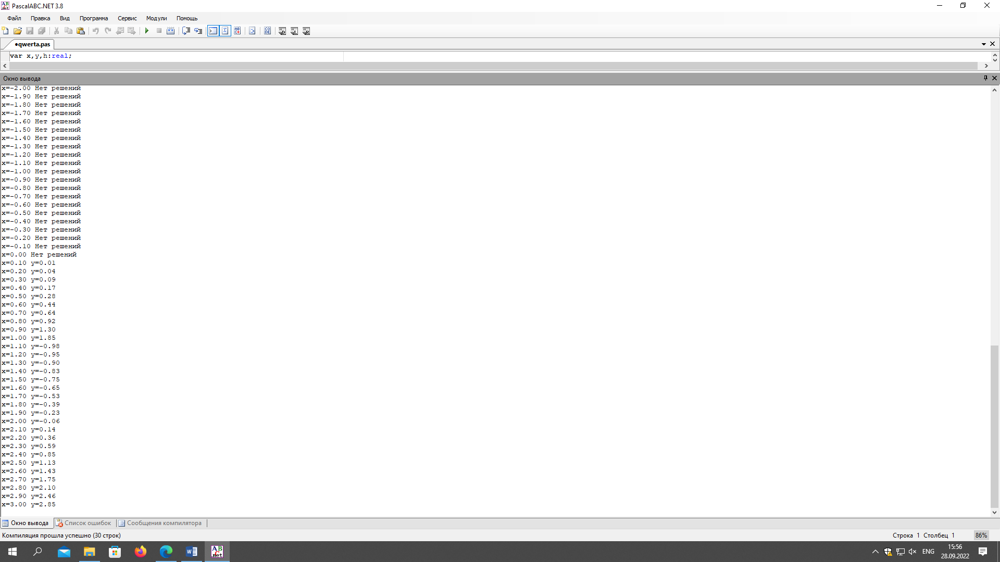 PascalABC.NET 3.8
Файл Правка Вид Программа Сервис Модули Помощь
•qwerta.pas
var x,y,h:real;
Окно вывода
x=-2.00 Нет решений
x=-1.90 Нет решений
x=-1.80 Нет решений
x=-1.70 Нет решений
x=-1.60 Нет решений
x=-1.50 Нет решений
x=-1.40 Нет решений
x=-1.30 Нет решений
x=-1.20 Нет решений
x=-1.10 Нет решений
x=-1.00 Нет решений
x=-0.90 Нет решений
x=-0.80 Нет решений
x=-0.70 Нет решений
x=-0.60 Нет решений
x=-0.50 Нет решений
x=-0.40 Нет решений
x=-0.30 Нет решений
x=-0.20 Нет решений
x=-0.10 Нет решений
x=0.00 Нет решений
x=0.10 y=0.01
x=0.20 y=0.04
x=0.30 y=0.09
x=0.40 y=0.17
x=0.50 y=0.28
x=0.60 y=0.44
x=0.70 y=0.64
x=0.80 y=0.92
x=0.90 y=1.30
x=1.00 y=1.85
x=1.10 y=-0.98
x=1.20 y=-0.95
x=1.30 y=-0.90
x=1.40 y=-0.83
x=1.50 y=-0.75
x=1.60 y=-0.65
x=1.70 y=-0.53
x=1.80 y=-0.39
x=1.90 y=-0.23
x=2.00 y=-0.06
x=2.10 y=0.14
x=2.20 y=0.36
x=2.30 y=0.59
x=2.40 y=0.85
x=2.50 y=1.13
x=2.60 y=1.43
x=2.70 y=1.75
x=2.80 y=2.10
x=2.90 y=2.46
x=3.00 y=2.85
Окно вывода Список ошибок Сообщения компилятора
Компиляция прошла успешно (30 строк) Строка 1 Столбец 1 86%
ENG 15:56
28.09.2022